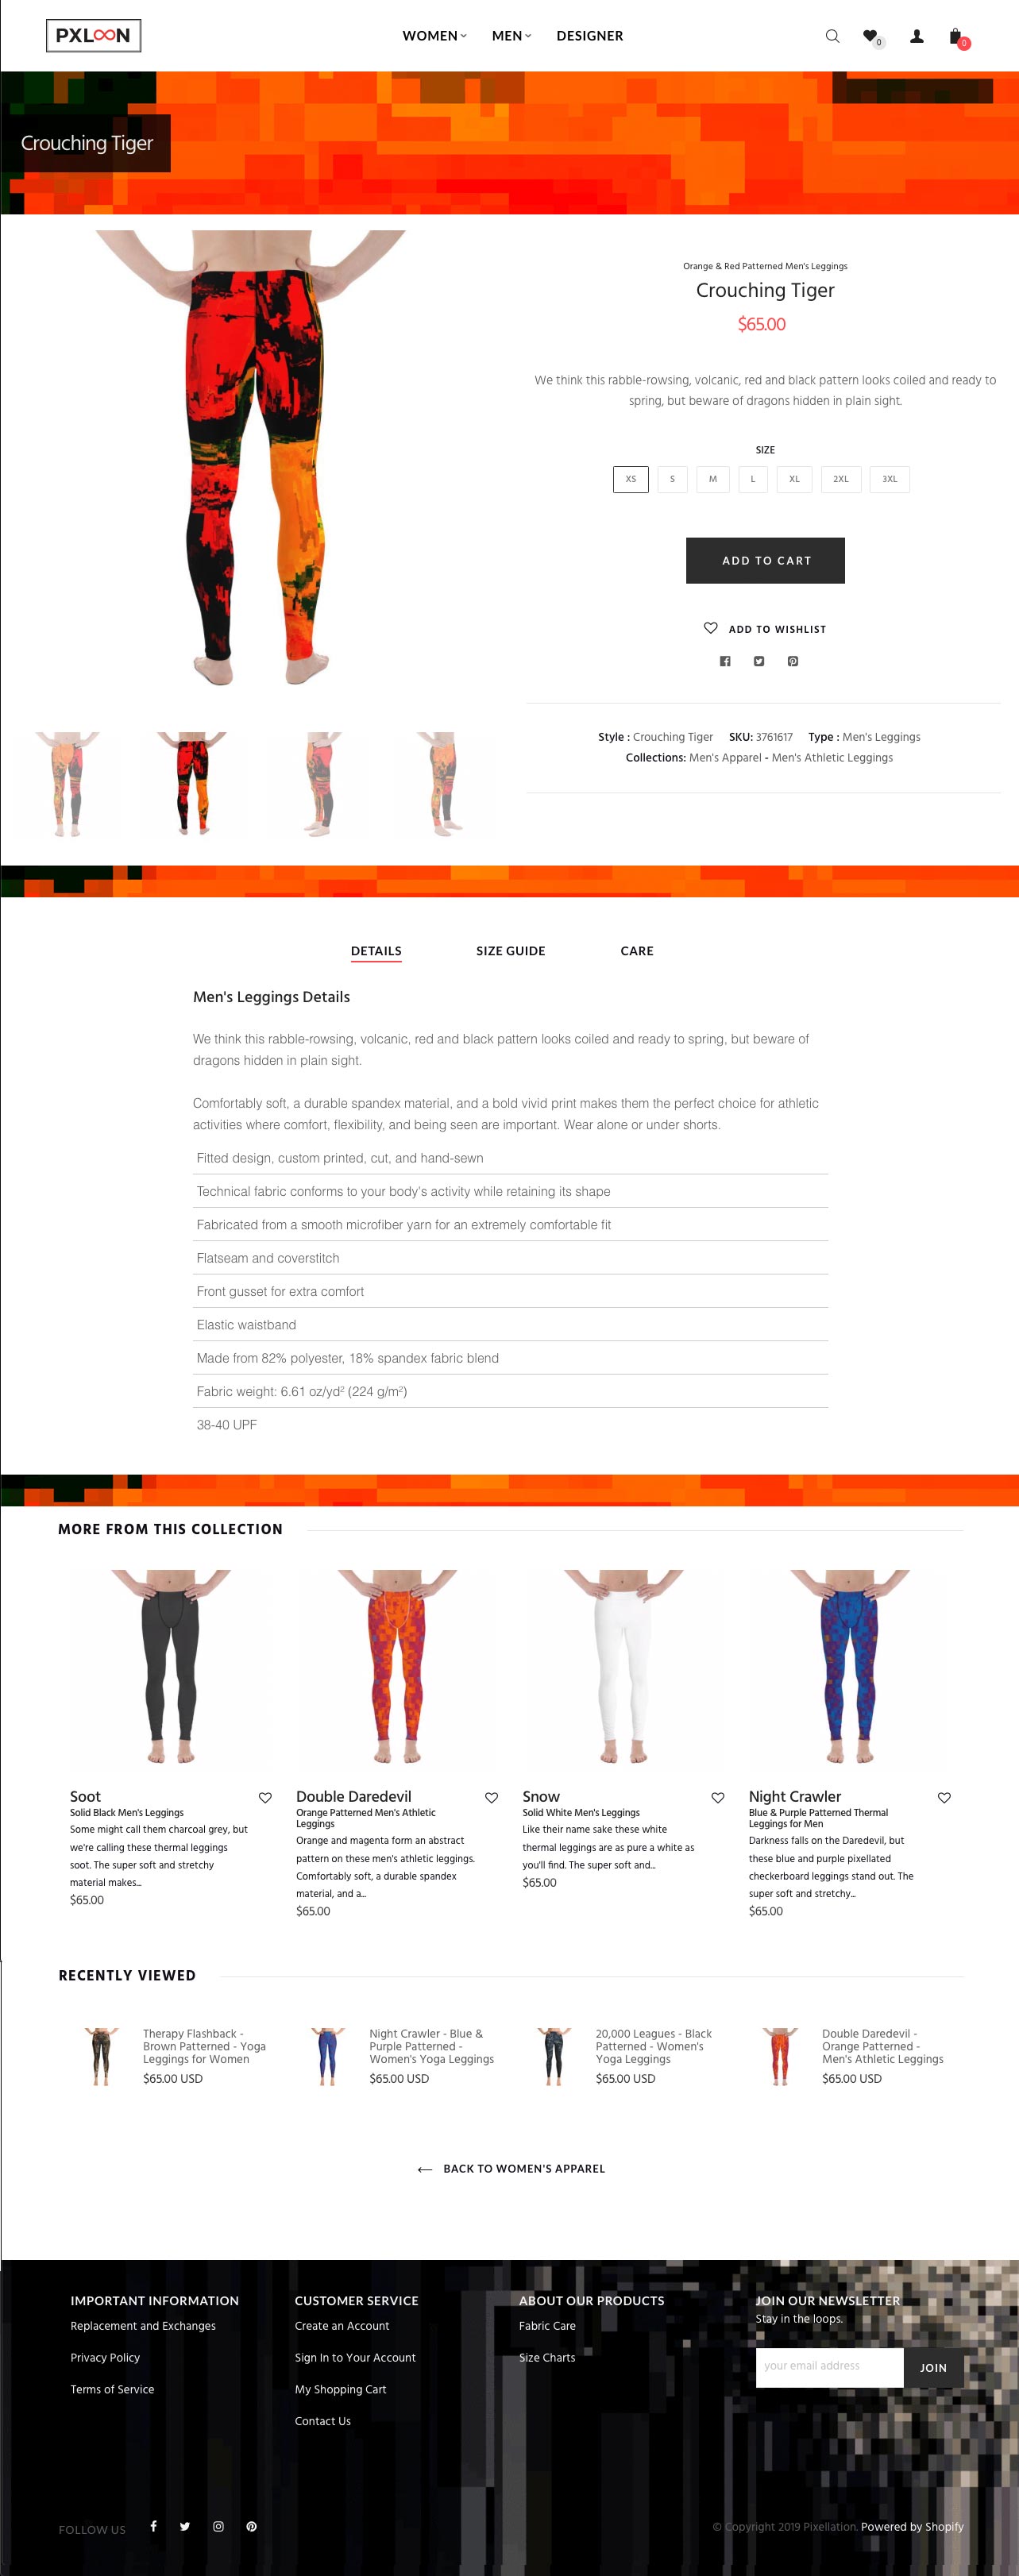 PXLOON
WOMEN
MEN
DESIGNER
0
0
Crouching Tiger
Orange & Red Patterned Men's Leggings
Crouching Tiger
$65.00
We think this rabble-rowsing, volcanic, red and black pattern looks coiled and ready to
spring, but beware of dragons hidden in plain sight.
SIZE
XS S M L XL 2XL 3XL
ADD TO CART
ADD TO WISHLIST
Style : Crouching Tiger SKU: 3761617 Type : Men's Leggings
Collections: Men's Apparel - Men's Athletic Leggings
DETAILS SIZE GUIDE CARE
Men's Leggings Details
We think this rabble-rowsing, volcanic, red and black pattern looks coiled and ready to spring, but beware of
dragons hidden in plain sight.
Comfortably soft, a durable spandex material, and a bold vivid print makes them the perfect choice for athletic
activities where comfort, flexibility, and being seen are important. Wear alone or under shorts.
Fitted design, custom printed, cut, and hand-sewn
Technical fabric conforms to your body's activity while retaining its shape
Fabricated from a smooth microfiber yarn for an extremely comfortable fit
Flatseam and coverstitch
Front gusset for extra comfort
Elastic waistband
Made from 82% polyester, 18% spandex fabric blend
Fabric weight: 6.61 oz/yd² (224 g/m²)
38-40 UPF
MORE FROM THIS COLLECTION
Soot
Solid Black Men's Leggings
Some might call them charcoal grey, but
we're calling these thermal leggings
soot. The super soft and stretchy
material makes...
$65.00
Double Daredevil
Orange Patterned Men's Athletic
Leggings
Orange and magenta form an abstract
pattern on these men's athletic leggings.
Comfortably soft, a durable spandex
material, and a...
$65.00
Snow
Solid White Men's Leggings
Like their name sake these white
thermal leggings are as pure a white as
you'll find. The super soft and...
$65.00
Night Crawler
Blue & Purple Patterned Thermal
Leggings for Men
Darkness falls on the Daredevil, but
these blue and purple pixellated
checkerboard leggings stand out. The
super soft and stretchy...
$65.00
RECENTLY VIEWED
Therapy Flashback -
Brown Patterned - Yoga
Leggings for Women
$65.00 USD
Night Crawler - Blue &
Purple Patterned -
Women's Yoga Leggings
$65.00 USD
20,000 Leagues - Black
Patterned - Women's
Yoga Leggings
$65.00 USD
Double Daredevil -
Orange Patterned -
Men's Athletic Leggings
$65.00 USD
BACK TO WOMEN'S APPAREL
IMPORTANT INFORMATION
Replacement and Exchanges
Privacy Policy
Terms of Service
CUSTOMER SERVICE
Create an Account
Sign In to Your Account
My Shopping Cart
Contact Us
ABOUT OUR PRODUCTS
Fabric Care
Size Charts
JOIN OUR NEWSLETTER
Stay in the loops.
your email address
JOIN
FOLLOW US
© Copyright 2019 Pixellation. Powered by Shopify